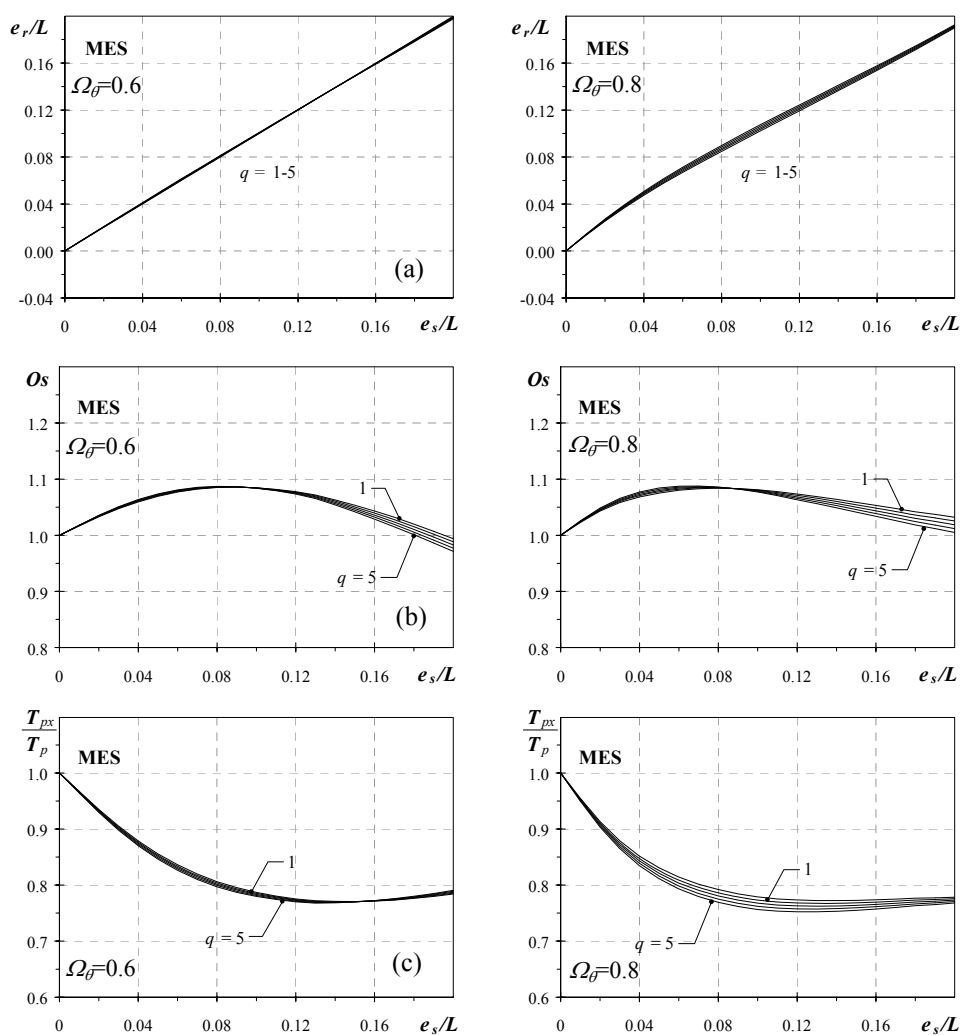 e_r/L
MES
Ω_θ=0.6
0.16
0.12
0.08
0.04
0.00
-0.04
q = 1-5
(a)
0 0.04 0.08 0.12 0.16 e_s/L
e_r/L
MES
Ω_θ=0.8
0.16
0.12
0.08
0.04
0.00
-0.04
q = 1-5
0 0.04 0.08 0.12 0.16 e_s/L
Os
MES
Ω_θ=0.6
1.2
1.1
1.0
0.9
0.8
1
q = 5
(b)
0 0.04 0.08 0.12 0.16 e_s/L
Os
MES
Ω_θ=0.8
1.2
1.1
1.0
0.9
0.8
1
q = 5
0 0.04 0.08 0.12 0.16 e_s/L
T_px
T_p
MES
1.0
0.9
0.8
0.7
0.6
1
q = 5
Ω_θ=0.6
(c)
0 0.04 0.08 0.12 0.16 e_s/L
T_px
T_p
MES
1.0
0.9
0.8
0.7
0.6
1
q = 5
Ω_θ=0.8
0 0.04 0.08 0.12 0.16 e_s/L